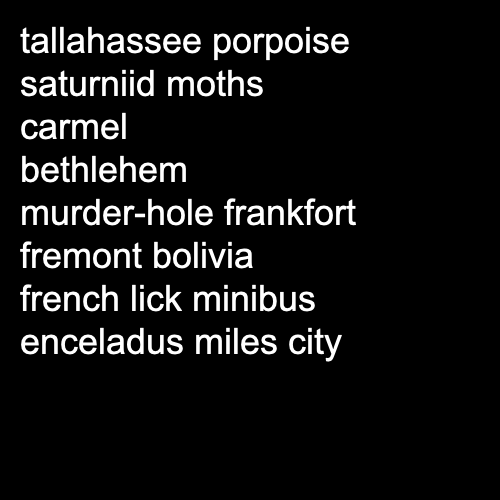 tallahassee porpoise
saturniid moths
carmel
bethlehem
murder-hole frankfort
fremont bolivia
french lick minibus
enceladus miles city